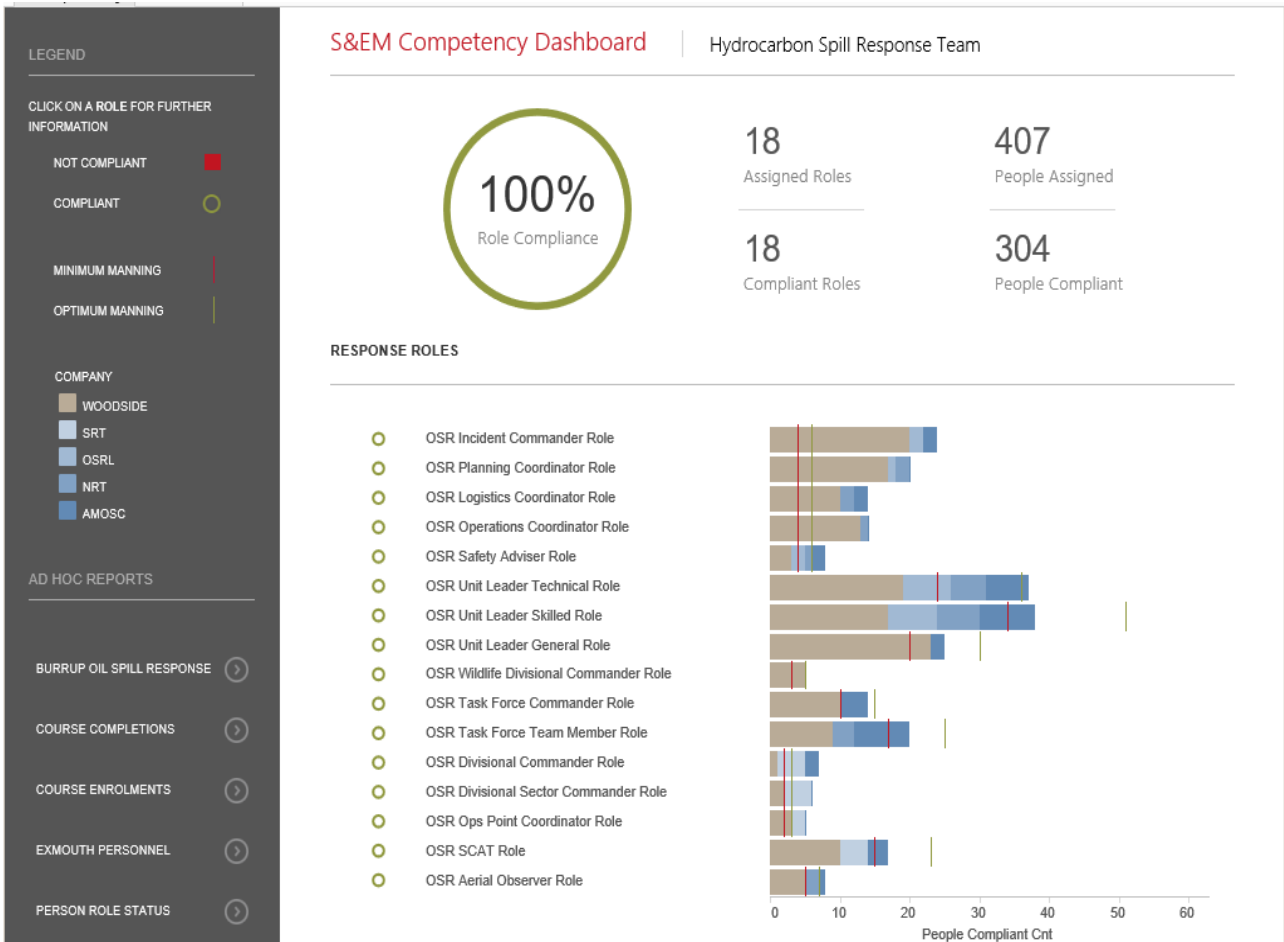 LEGEND
CLICK ON A ROLE FOR FURTHER
INFORMATION
NOT COMPLIANT
COMPLIANT
MINIMUM MANNING
OPTIMUM MANNING
COMPANY
WOODSIDE
SRT
OSRL
NRT
AMOSC
AD HOC REPORTS
BURRUP OIL SPILL RESPONSE
COURSE COMPLETIONS
COURSE ENROLMENTS
EXMOUTH PERSONNEL
PERSON ROLE STATUS
S&EM Competency Dashboard
Hydrocarbon Spill Response Team
100%
Role Compliance
18
Assigned Roles
407
People Assigned
18
Compliant Roles
304
People Compliant
RESPONSE ROLES
OSR Incident Commander Role
OSR Planning Coordinator Role
OSR Logistics Coordinator Role
OSR Operations Coordinator Role
OSR Safety Adviser Role
OSR Unit Leader Technical Role
OSR Unit Leader Skilled Role
OSR Unit Leader General Role
OSR Wildlife Divisional Commander Role
OSR Task Force Commander Role
OSR Task Force Team Member Role
OSR Divisional Commander Role
OSR Divisional Sector Commander Role
OSR Ops Point Coordinator Role
OSR SCAT Role
OSR Aerial Observer Role
0 10 20 30 40 50 60
People Compliant Cnt